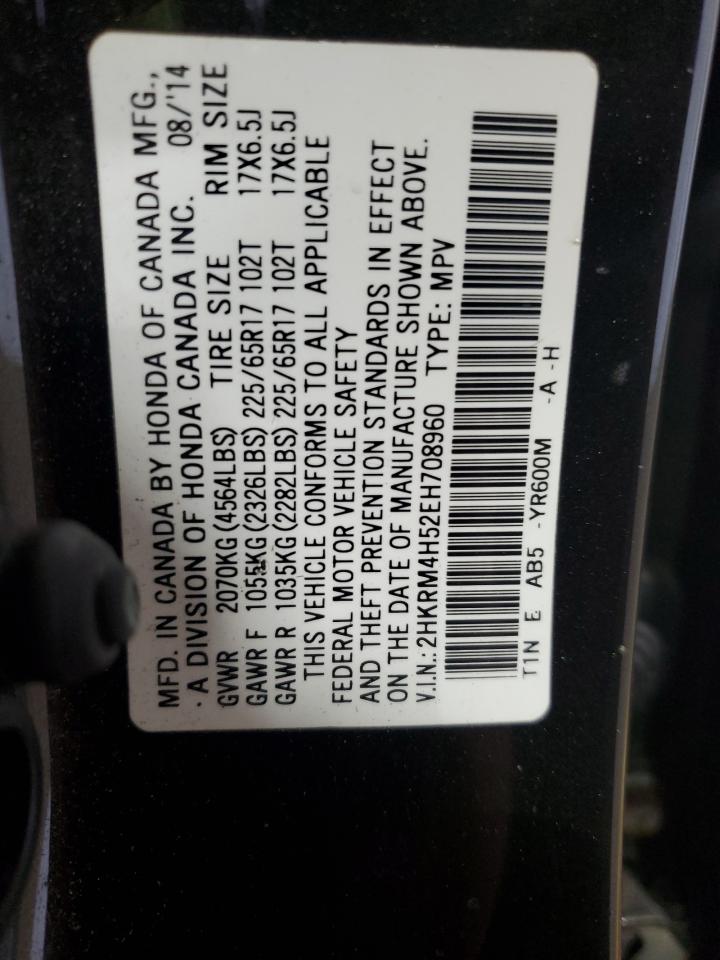 MFD. IN CANADA BY HONDA OF CANADA MFG.,
· A DIVISION OF HONDA CANADA INC. 08/'14
GVWR 2070KG (4564LBS) TIRE SIZE RIM SIZE
GAWR F 1055KG (2326LBS) 225/65R17 102T 17X6.5J
GAWR R 1035KG (2282LBS) 225/65R17 102T 17X6.5J
THIS VEHICLE CONFORMS TO ALL APPLICABLE
FEDERAL MOTOR VEHICLE SAFETY
AND THEFT PREVENTION STANDARDS IN EFFECT
ON THE DATE OF MANUFACTURE SHOWN ABOVE.
V.I.N.: 2HKRM4H52EH708960 TYPE: MPV
T1N E AB5 -YR600M -A -H